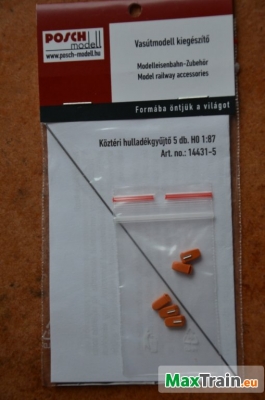 POSCH
modell
www.posch-modell.hu
Vasútmodell kiegészítő
Modelleisenbahn-Zubehör
Model railway accessories
Formába öntjük a világot
Köztéri hulladékgyűjtő 5 db. H0 1:87
Art. no.: 14431-5
MaxTrain.eu